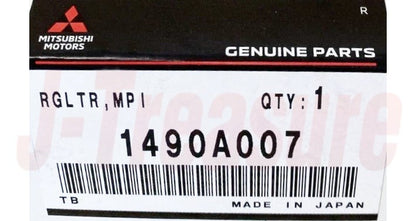 R
MITSUBISHI
MOTORS
GENUINE PARTS
RGLTR,MPI QTY:1
1490A007
TB MADE IN JAPAN
J-Treasure